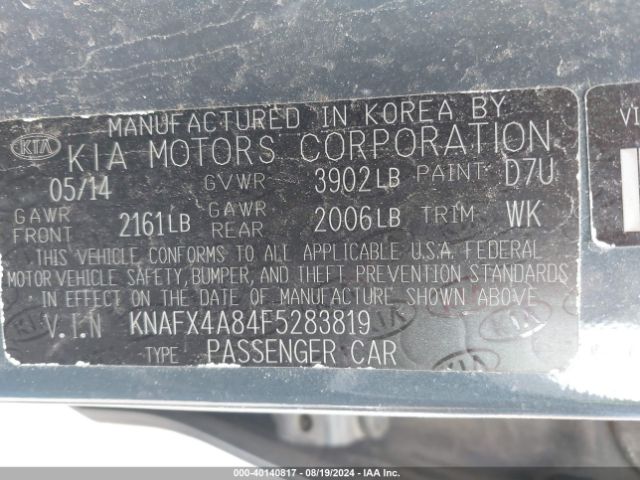 MANUFACTURED IN KOREA BY
KIA KIA MOTORS CORPORATION
05/14 GVWR 3902LB PAINT D7U
GAWR FRONT 2161LB GAWR REAR 2006LB TRIM WK
THIS VEHICLE, CONFORMS TO ALL APPLICABLE U.S.A. FEDERAL
MOTOR VEHICLE SAFETY, BUMPER, AND THEFT PREVENTION STANDARDS
IN EFFECT ON THE DATE OF MANUFACTURE SHOWN ABOVE.
V.I.N KNAFX4A84F5283819
TYPE PASSENGER CAR
VI
000-40140817 - 08/19/2024 - IAA Inc.